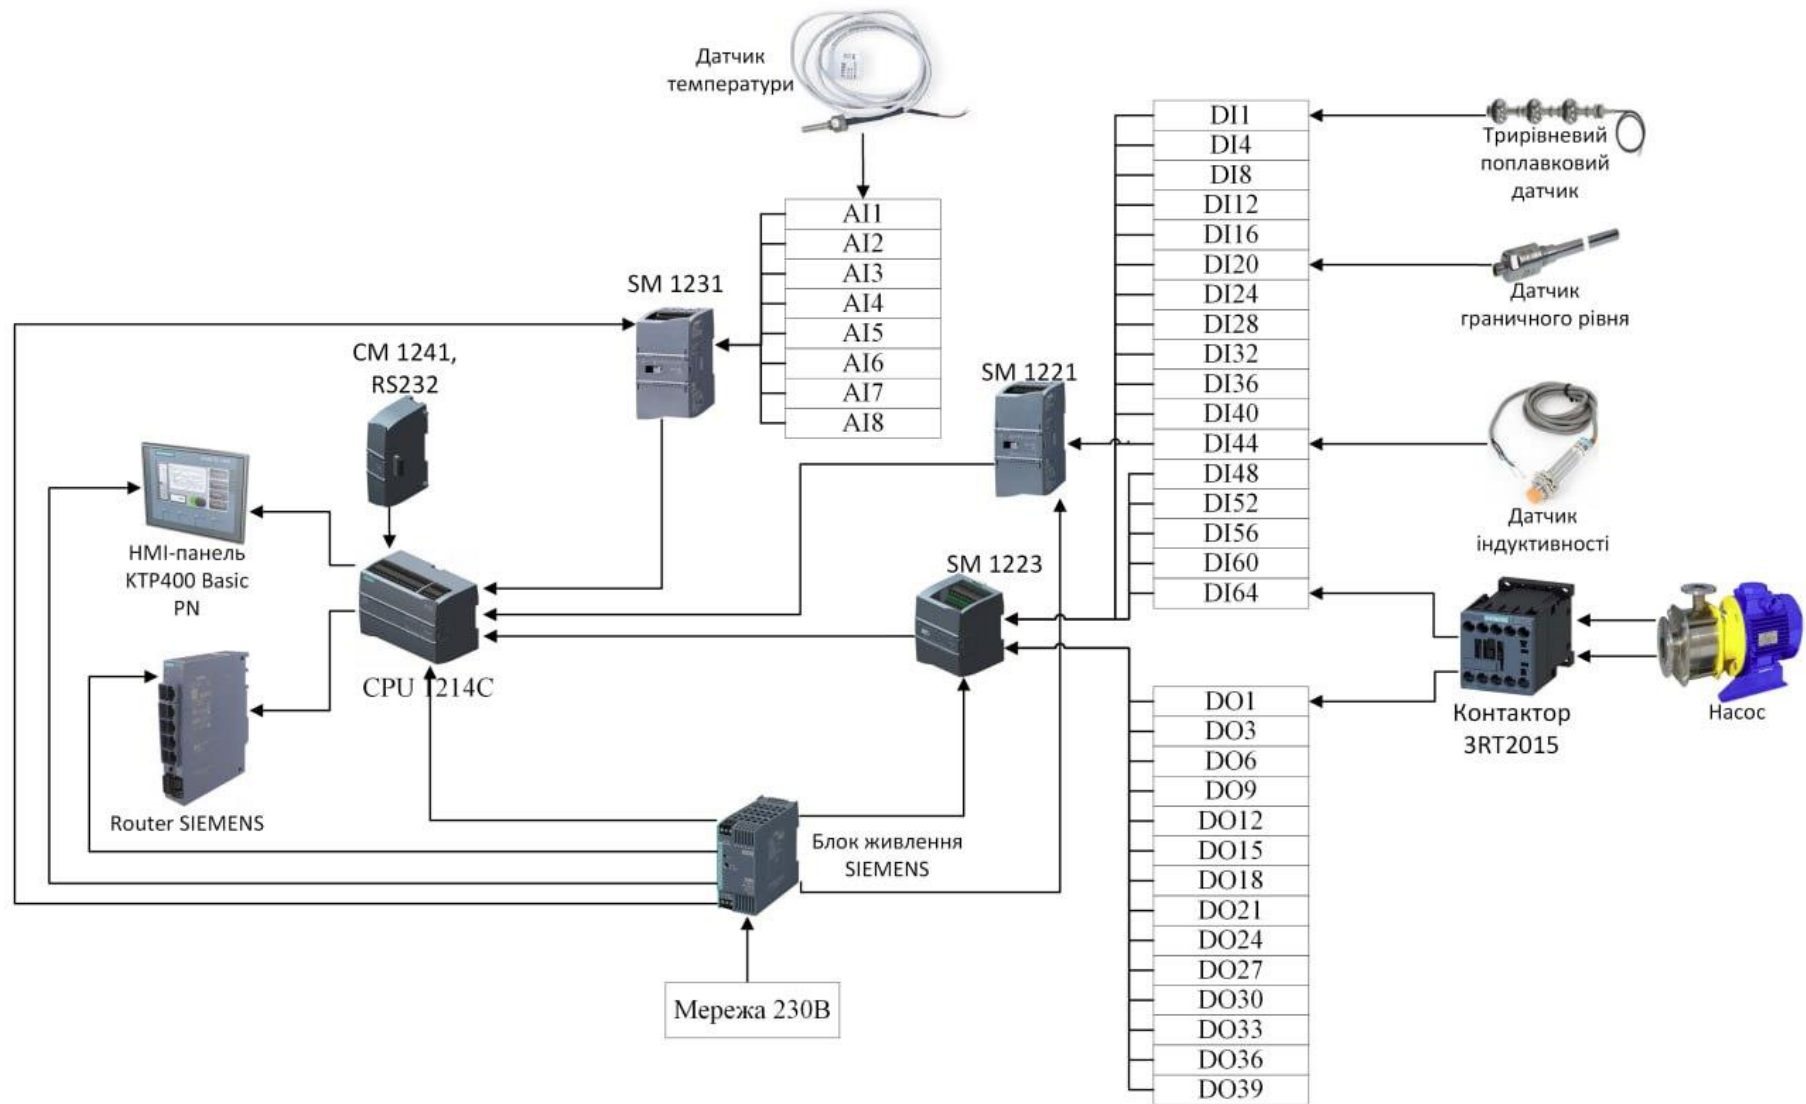 Датчик
температури
AI1
AI2
AI3
AI4
AI5
AI6
AI7
AI8
SM 1231
CM 1241,
RS232
SM 1221
SM 1223
HMI-панель
KTP400 Basic
PN
CPU 1214C
Router SIEMENS
Блок живлення
SIEMENS
Мережа 230В
DI1
DI4
DI8
DI12
DI16
DI20
DI24
DI28
DI32
DI36
DI40
DI44
DI48
DI52
DI56
DI60
DI64
DO1
DO3
DO6
DO9
DO12
DO15
DO18
DO21
DO24
DO27
DO30
DO33
DO36
DO39
Трирівневий
поплавковий
датчик
Датчик
граничного рівня
Датчик
індуктивності
Контактор
3RT2015
Насос